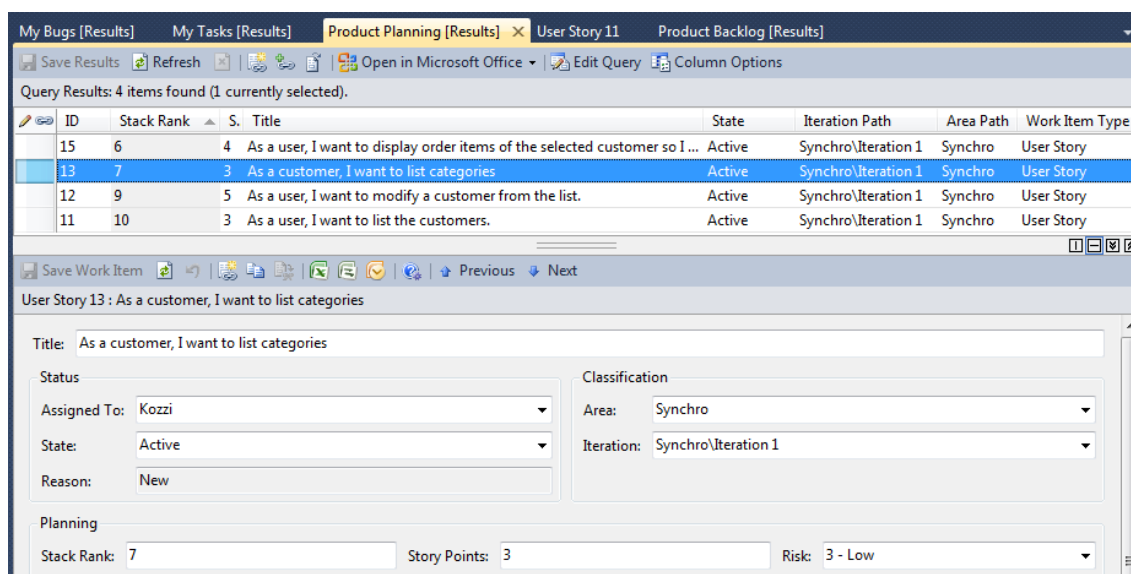 My Bugs [Results] My Tasks [Results] Product Planning [Results] User Story 11 Product Backlog [Results]
Save Results Refresh Open in Microsoft Office Edit Query Column Options
Query Results: 4 items found (1 currently selected).
ID Stack Rank S. Title State Iteration Path Area Path Work Item Type
15 6 4 As a user, I want to display order items of the selected customer so I ... Active Synchro\Iteration 1 Synchro User Story
13 7 3 As a customer, I want to list categories Active Synchro\Iteration 1 Synchro User Story
12 9 5 As a user, I want to modify a customer from the list. Active Synchro\Iteration 1 Synchro User Story
11 10 3 As a user, I want to list the customers. Active Synchro\Iteration 1 Synchro User Story
Save Work Item Previous Next
User Story 13 : As a customer, I want to list categories
Title: As a customer, I want to list categories
Status Classification
Assigned To: Kozzi Area: Synchro
State: Active Iteration: Synchro\Iteration 1
Reason: New
Planning
Stack Rank: 7 Story Points: 3 Risk: 3 - Low